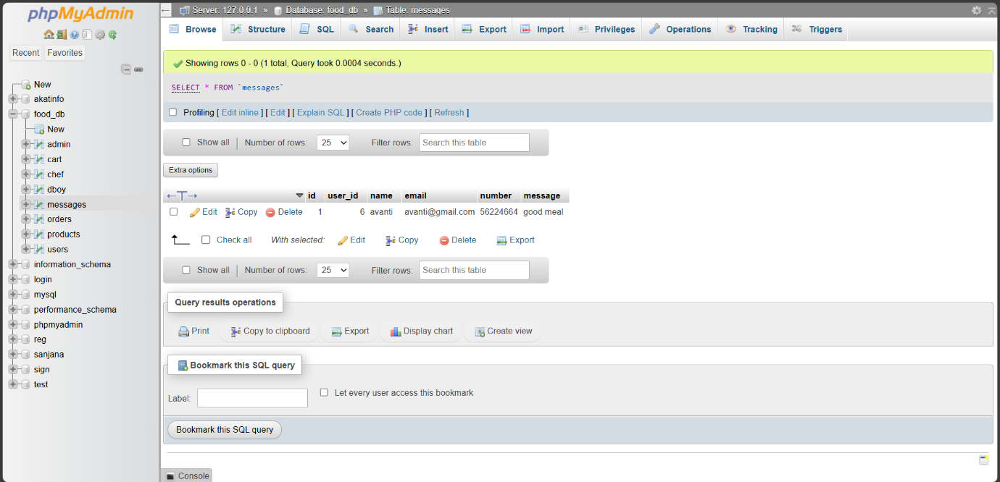 phpMyAdmin
Recent Favorites
New
akatinfo
food_db
New
admin
cart
chef
dboy
messages
orders
products
users
information_schema
login
mysql
performance_schema
phpmyadmin
reg
sanjana
sign
test
Server: 127.0.0.1 » Database: food_db » Table: messages
Browse Structure SQL Search Insert Export Import Privileges Operations Tracking Triggers
Showing rows 0 - 0 (1 total, Query took 0.0004 seconds.)
SELECT * FROM `messages`
Profiling [ Edit inline ] [ Edit ] [ Explain SQL ] [ Create PHP code ] [ Refresh ]
Show all Number of rows: 25 Filter rows: Search this table
Extra options
←T→ id user_id name email number message
Edit Copy Delete 1 6 avanti avanti@gmail.com 56224664 good meal
Check all With selected: Edit Copy Delete Export
Show all Number of rows: 25 Filter rows: Search this table
Query results operations
Print Copy to clipboard Export Display chart Create view
Bookmark this SQL query
Label: Let every user access this bookmark
Bookmark this SQL query
Console